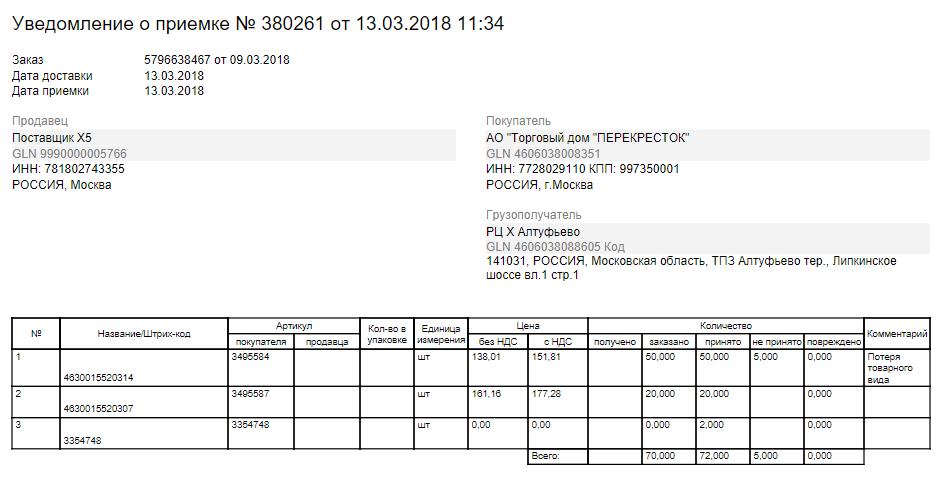 Уведомление о приемке № 380261 от 13.03.2018 11:34
Заказ 5796638467 от 09.03.2018
Дата доставки 13.03.2018
Дата приемки 13.03.2018
Продавец
Поставщик X5
GLN 9990000005766
ИНН: 781802743355
РОССИЯ, Москва
Покупатель
АО "Торговый дом "ПЕРЕКРЕСТОК"
GLN 4606038008351
ИНН: 7728029110 КПП: 997350001
РОССИЯ, г.Москва
Грузополучатель
РЦ Х Алтуфьево
GLN 4606038088605 Код
141031, РОССИЯ, Московская область, ТПЗ Алтуфьево тер., Липкинское
шоссе вл.1 стр.1
№ Название/Штрих-код Артикул Кол-во в упаковке Единица измерения Цена Количество Комментарий
покупателя продавца без НДС с НДС получено заказано принято не принято повреждено
1 4630015520314 3495584 шт 138,01 151,81 50,000 50,000 5,000 0,000 Потеря товарного вида
2 4630015520307 3495587 шт 161,16 177,28 20,000 20,000 0,000
3 3354748 3354748 шт 0,00 0,00 0,000 2,000 0,000
Всего: 70,000 72,000 5,000 0,000